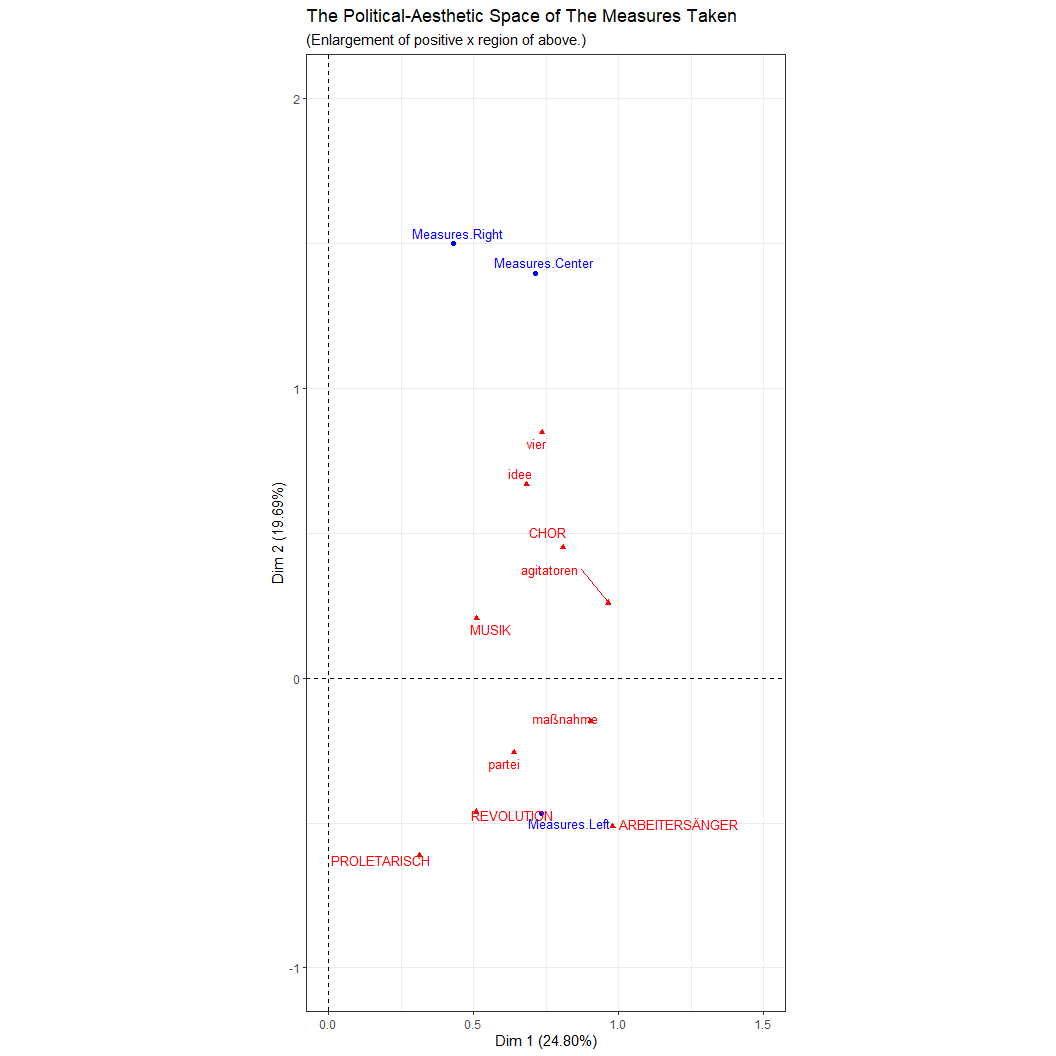 The Political-Aesthetic Space of The Measures Taken
(Enlargement of positive x region of above.)
2
Measures.Right
Measures.Center
1
vier
idee
CHOR
agitatoren
MUSIK
Dim 2 (19.69%)
0
maßnahme
partei
REVOLUTION
Measures.Left
ARBEITERSÄNGER
PROLETARISCH
-1
0.0
0.5
1.0
1.5
Dim 1 (24.80%)